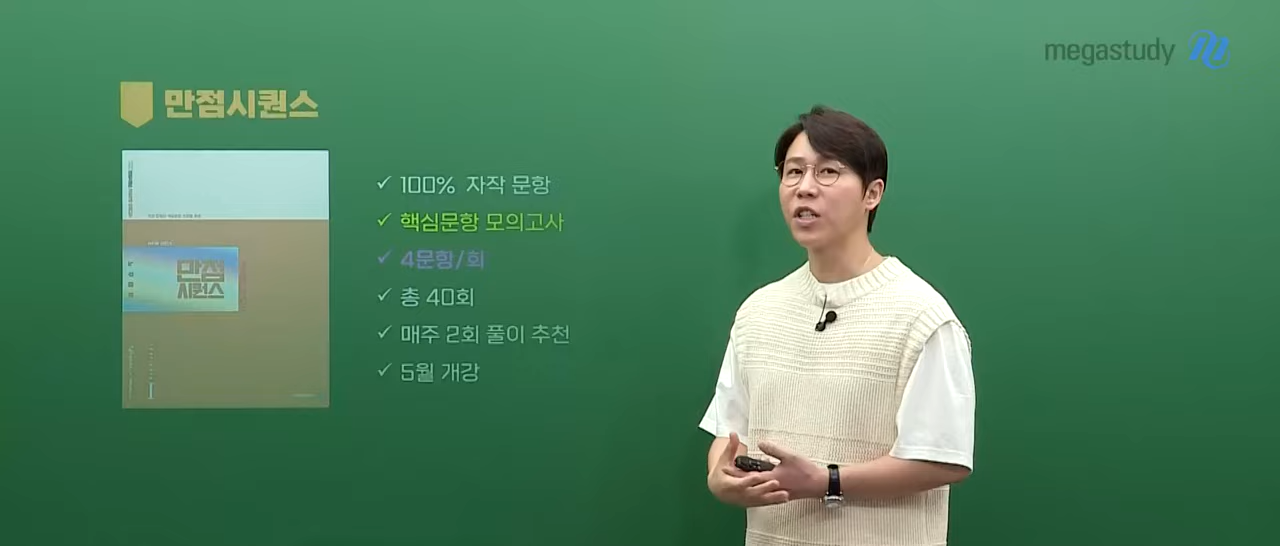 megastudy
만점시퀀스
만점
시퀀스
100% 자작 문항
핵심문항 모의고사
4문항/회
총 40회
매주 2회 풀이 추천
5월 개강